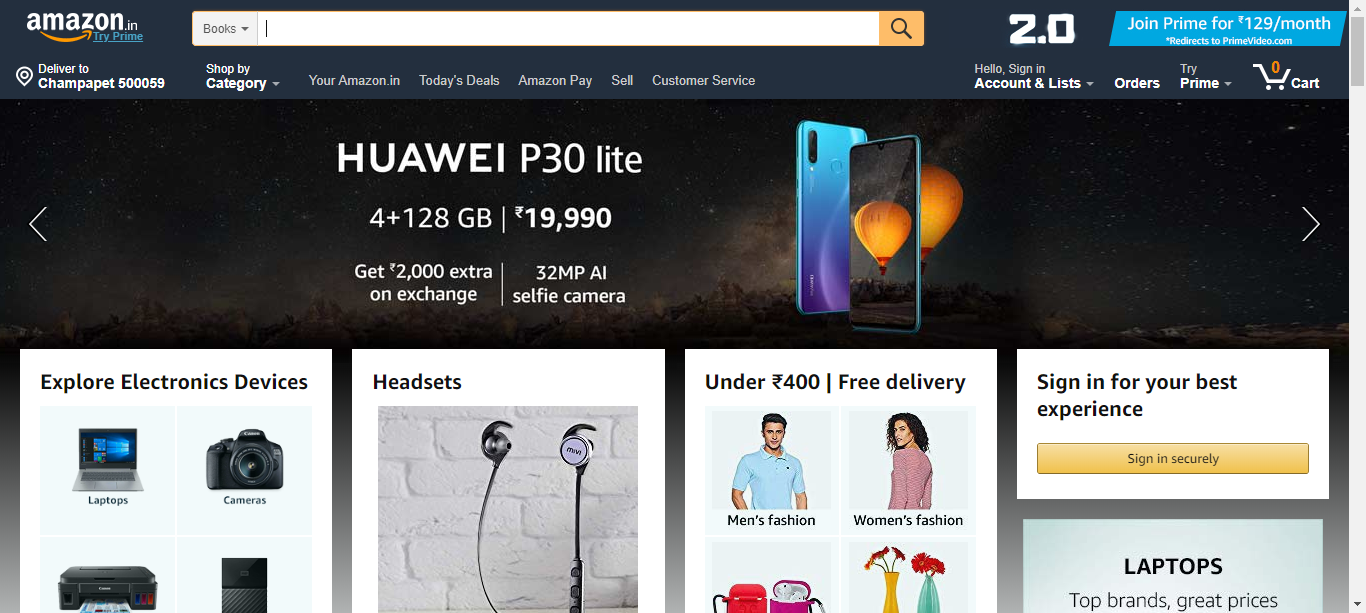 amazon.in
Try Prime
Books
2.0
Join Prime for ₹129/month
*Redirects to PrimeVideo.com
Deliver to
Champapet 500059
Shop by
Category
Your Amazon.in
Today's Deals
Amazon Pay
Sell
Customer Service
Hello, Sign in
Account & Lists
Orders
Try
Prime
0
Cart
HUAWEI P30 lite
4+128 GB | ₹19,990
Get ₹2,000 extra
on exchange
32MP AI
selfie camera
HUAWEI
Explore Electronics Devices
Canon
Laptops
Cameras
Headsets
mivi
Under ₹400 | Free delivery
Men's fashion
Women's fashion
Sign in for your best
experience
Sign in securely
LAPTOPS
Top brands, great prices